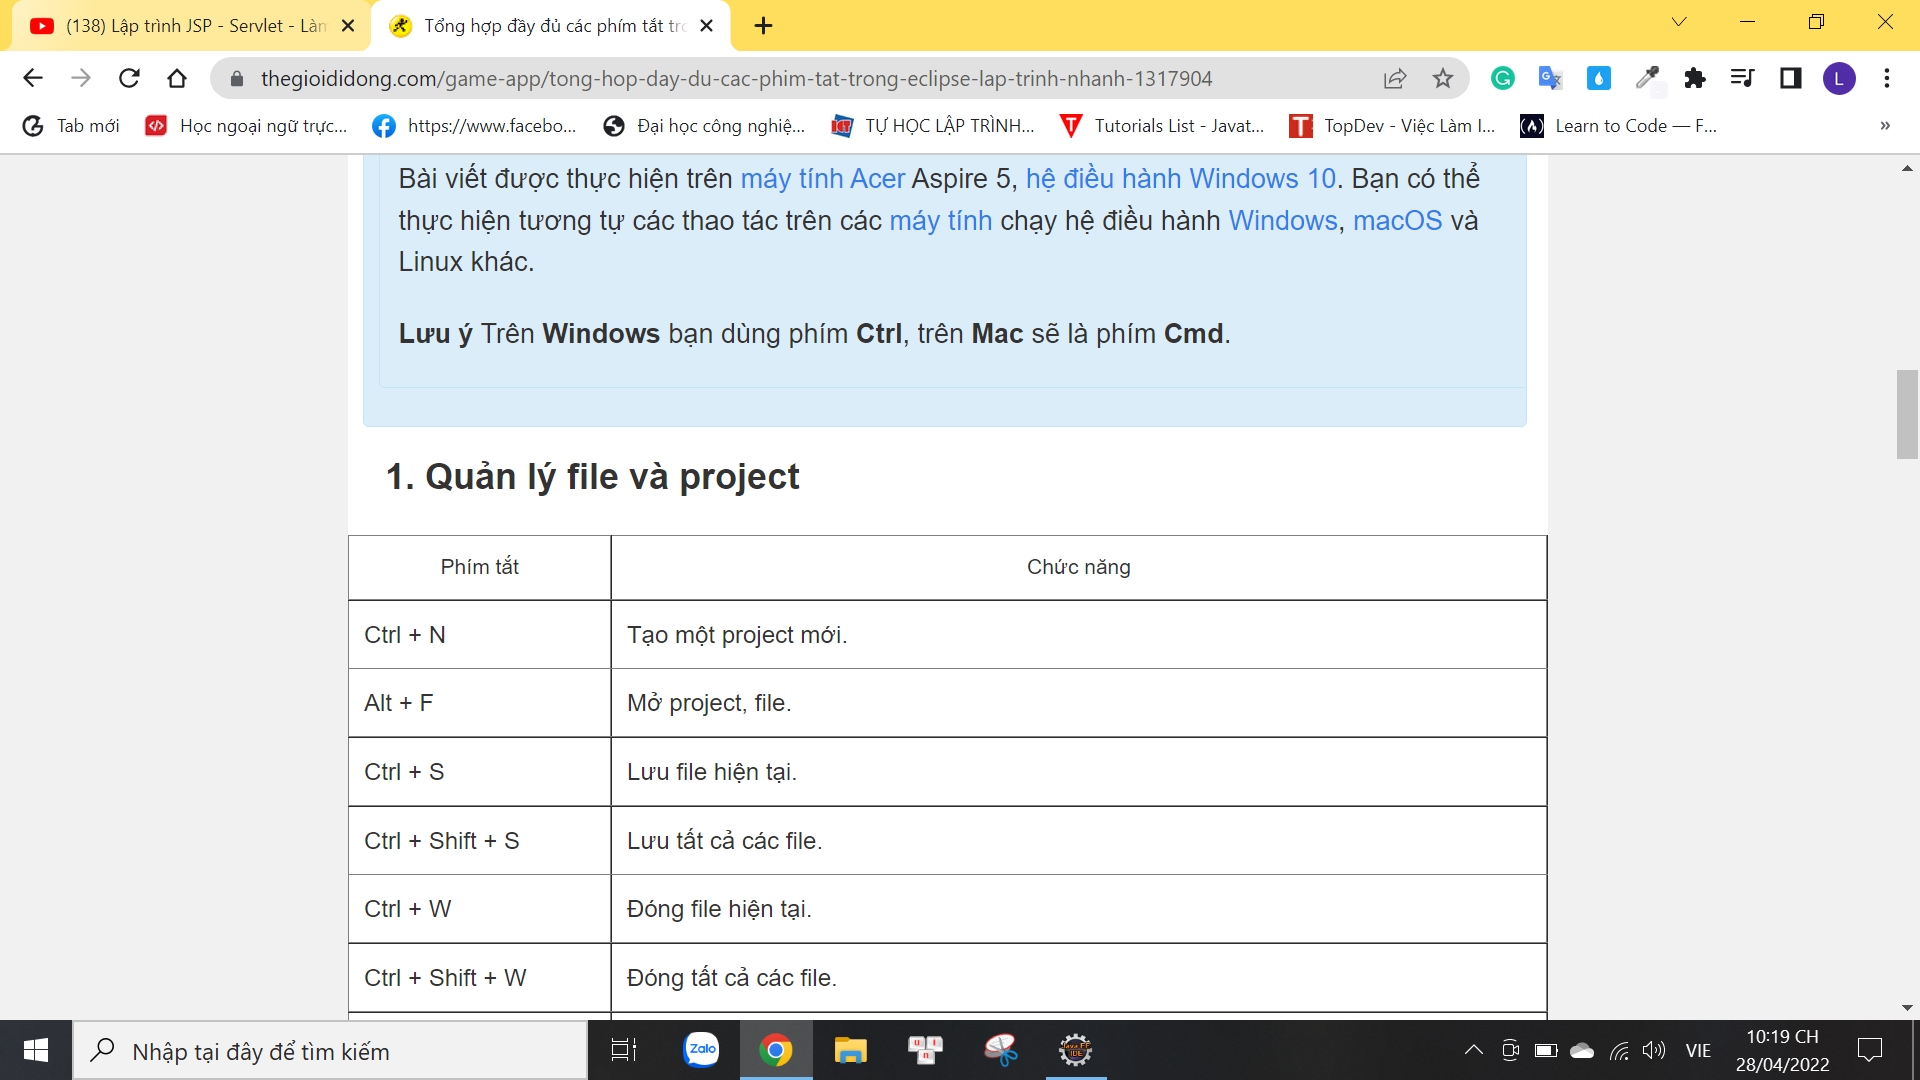 (138) Lập trình JSP - Servlet - Làn
Tổng hợp đầy đủ các phím tắt trc
thegioididong.com/game-app/tong-hop-day-du-cac-phim-tat-trong-eclipse-lap-trinh-nhanh-1317904
L
Tab mới
Học ngoại ngữ trực...
https://www.facebo...
Đại học công nghiệ...
TỰ HỌC LẬP TRÌNH...
Tutorials List - Javat...
TopDev - Việc Làm I...
Learn to Code — F...
»
Bài viết được thực hiện trên máy tính Acer Aspire 5, hệ điều hành Windows 10. Bạn có thể
thực hiện tương tự các thao tác trên các máy tính chạy hệ điều hành Windows, macOS và
Linux khác.
Lưu ý Trên Windows bạn dùng phím Ctrl, trên Mac sẽ là phím Cmd.
1. Quản lý file và project
Phím tắt
Chức năng
Ctrl + N
Tạo một project mới.
Alt + F
Mở project, file.
Ctrl + S
Lưu file hiện tại.
Ctrl + Shift + S
Lưu tất cả các file.
Ctrl + W
Đóng file hiện tại.
Ctrl + Shift + W
Đóng tất cả các file.
Nhập tại đây để tìm kiếm
Zalo
VIE
10:19 CH
28/04/2022